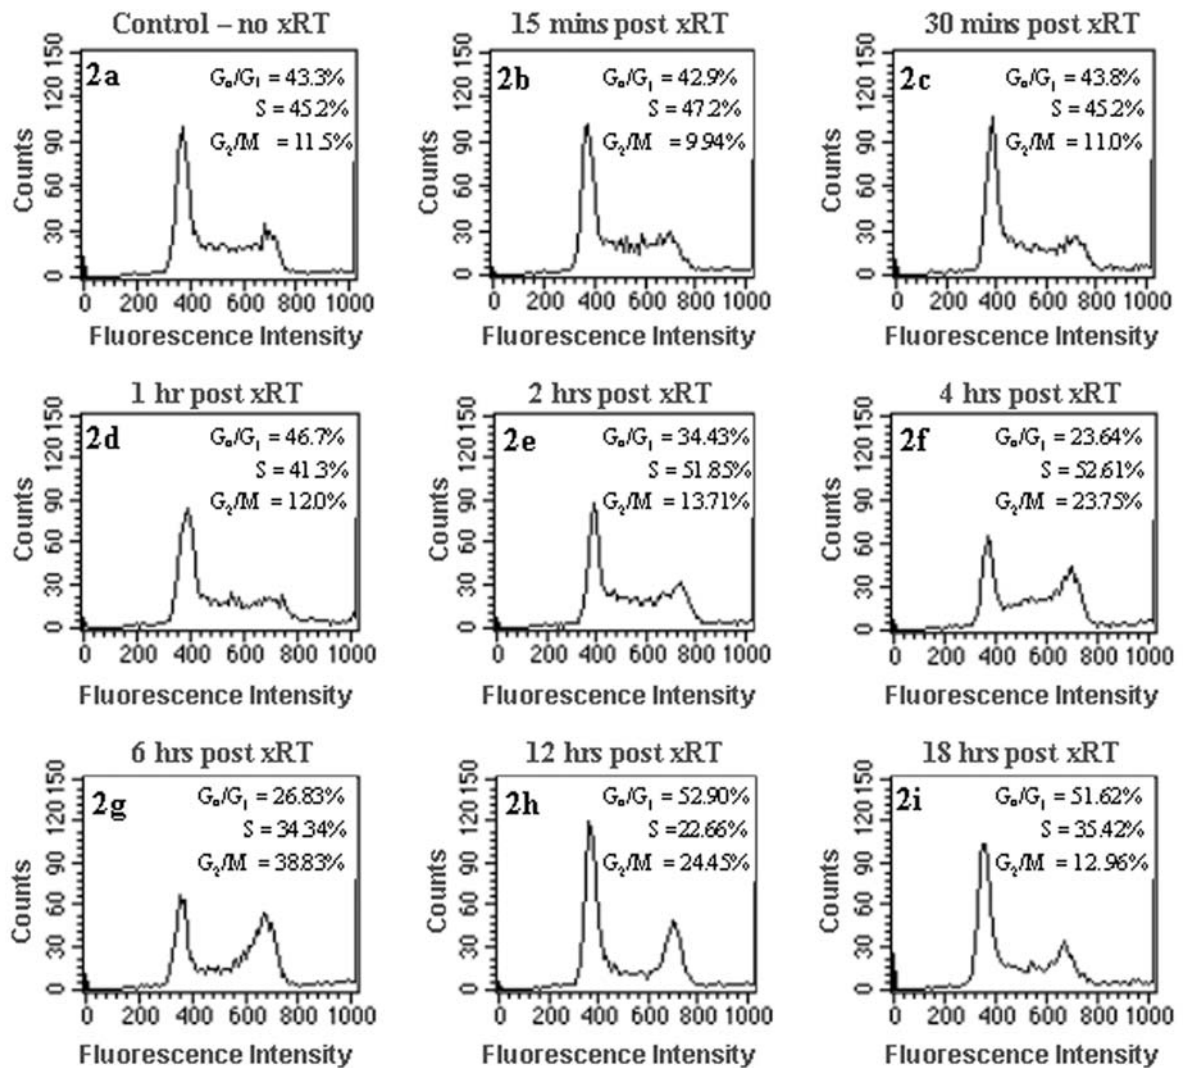 Control – no xRT
2a
G₀/G₁ = 43.3%
S = 45.2%
G₂/M = 11.5%
Counts
0 30 60 90 120 150
0 200 400 600 800 1000
Fluorescence Intensity
15 mins post xRT
2b
G₀/G₁ = 42.9%
S = 47.2%
G₂/M = 9.94%
Counts
0 30 60 90 120 150
0 200 400 600 800 1000
Fluorescence Intensity
30 mins post xRT
2c
G₀/G₁ = 43.8%
S = 45.2%
G₂/M = 11.0%
Counts
0 30 60 90 120 150
0 200 400 600 800 1000
Fluorescence Intensity
1 hr post xRT
2d
G₀/G₁ = 46.7%
S = 41.3%
G₂/M = 12.0%
Counts
0 30 60 90 120 150
0 200 400 600 800 1000
Fluorescence Intensity
2 hrs post xRT
2e
G₀/G₁ = 34.43%
S = 51.85%
G₂/M = 13.71%
Counts
0 30 60 90 120 150
0 200 400 600 800 1000
Fluorescence Intensity
4 hrs post xRT
2f
G₀/G₁ = 23.64%
S = 52.61%
G₂/M = 23.75%
Counts
0 30 60 90 120 150
0 200 400 600 800 1000
Fluorescence Intensity
6 hrs post xRT
2g
G₀/G₁ = 26.83%
S = 34.34%
G₂/M = 38.83%
Counts
0 30 60 90 120 150
0 200 400 600 800 1000
Fluorescence Intensity
12 hrs post xRT
2h
G₀/G₁ = 52.90%
S = 22.66%
G₂/M = 24.45%
Counts
0 30 60 90 120 150
0 200 400 600 800 1000
Fluorescence Intensity
18 hrs post xRT
2i
G₀/G₁ = 51.62%
S = 35.42%
G₂/M = 12.96%
Counts
0 30 60 90 120 150
0 200 400 600 800 1000
Fluorescence Intensity